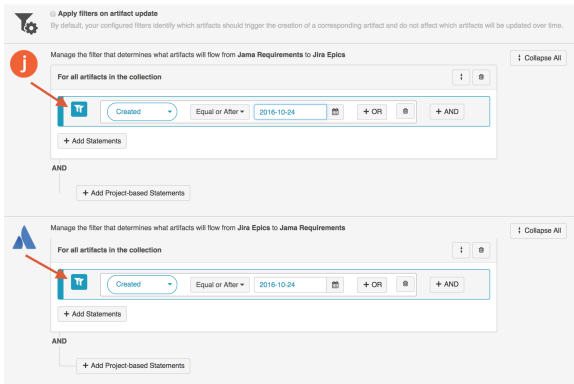 Apply filters on artifact update
By default, your configured filters identify which artifacts should trigger the creation of a corresponding artifact and do not affect which artifacts will be updated over time.
Manage the filter that determines what artifacts will flow from Jama Requirements to Jira Epics
Collapse All
j
For all artifacts in the collection
Created Equal or After 2016-10-24 + OR + AND
+ Add Statements
AND
+ Add Project-based Statements
Manage the filter that determines what artifacts will flow from Jira Epics to Jama Requirements
Collapse All
For all artifacts in the collection
Created Equal or After 2016-10-24 + OR + AND
+ Add Statements
AND
+ Add Project-based Statements